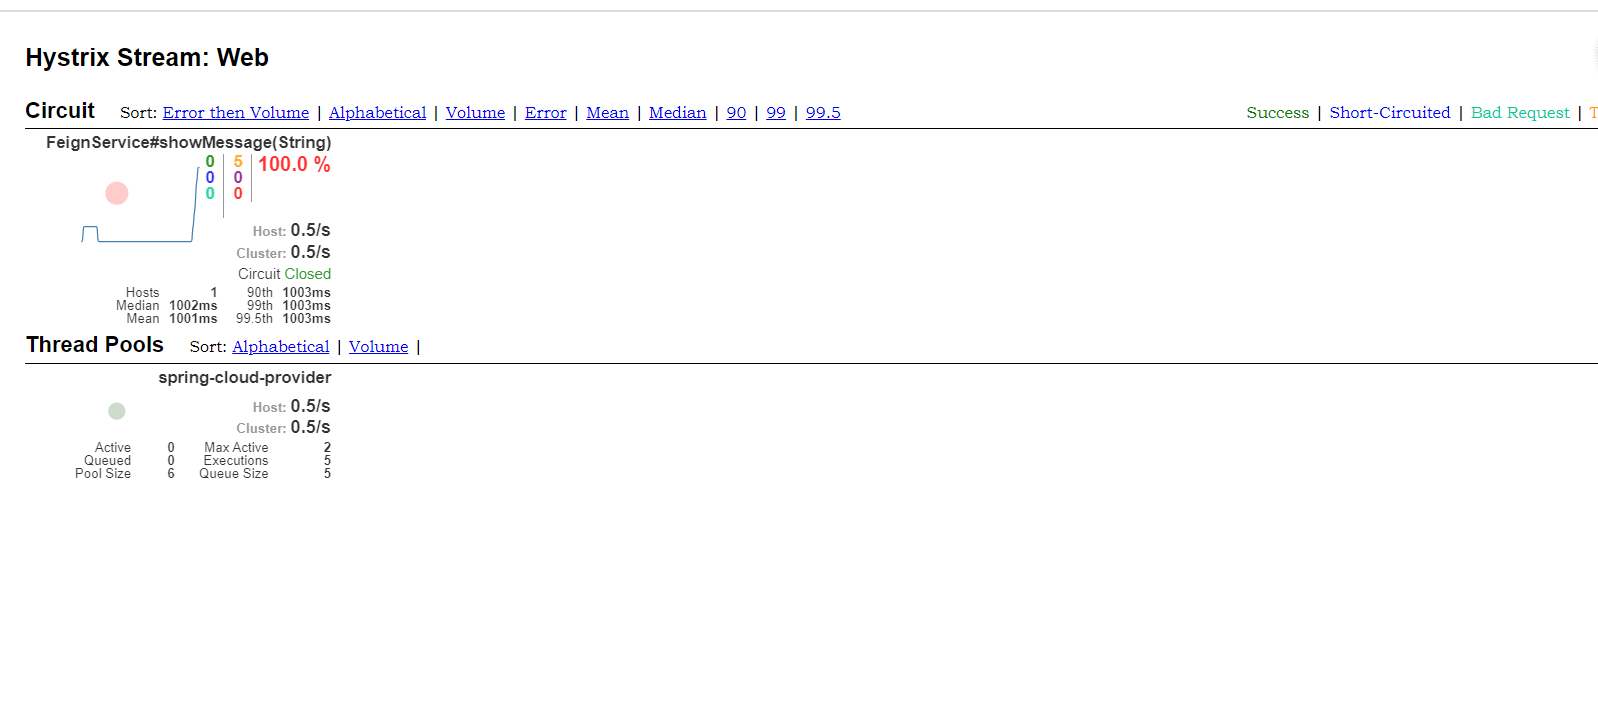 Hystrix Stream: Web
Circuit Sort: Error then Volume | Alphabetical | Volume | Error | Mean | Median | 90 | 99 | 99.5
Success | Short-Circuited | Bad Request | T
FeignService#showMessage(String)
0 5 100.0 %
0 0
0 0
Host: 0.5/s
Cluster: 0.5/s
Circuit Closed
Hosts 1 90th 1003ms
Median 1002ms 99th 1003ms
Mean 1001ms 99.5th 1003ms
Thread Pools Sort: Alphabetical | Volume |
spring-cloud-provider
Host: 0.5/s
Cluster: 0.5/s
Active 0 Max Active 2
Queued 0 Executions 5
Pool Size 6 Queue Size 5